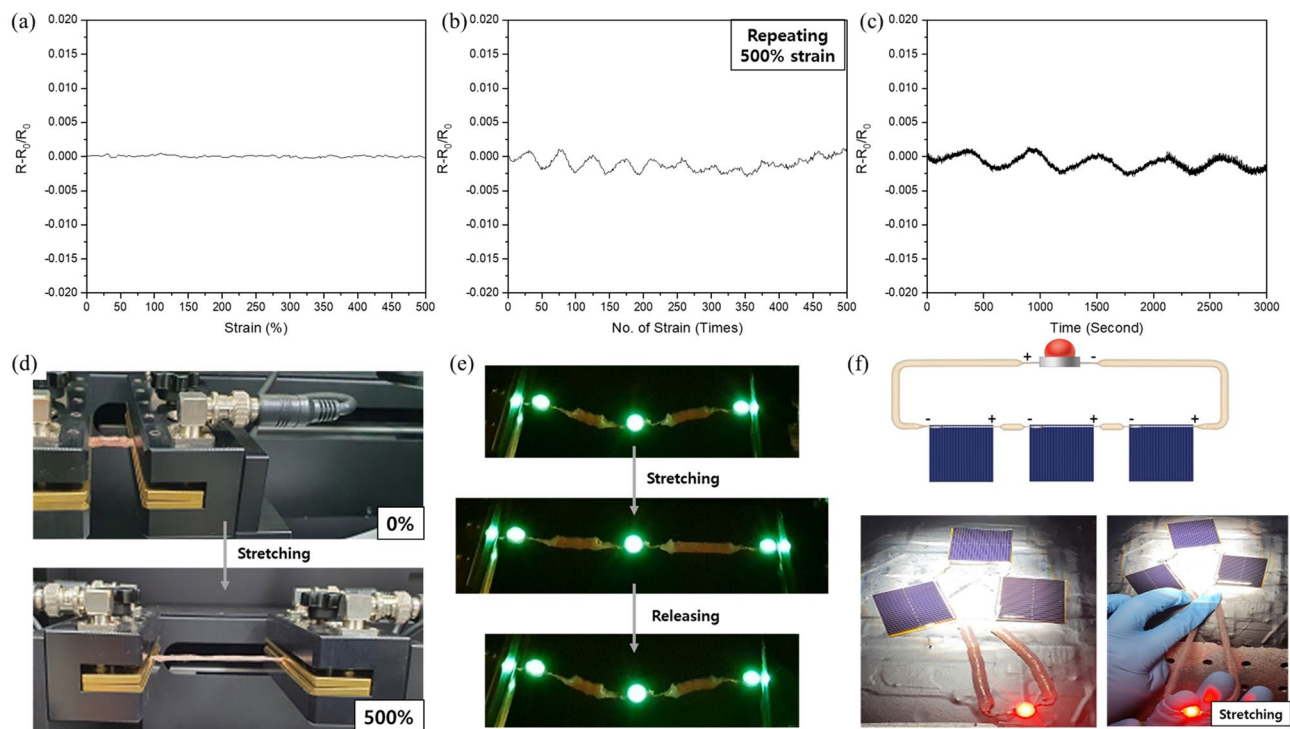 (a)
0.020
0.015
0.010
0.005
0.000
-0.005
-0.010
-0.015
-0.020
R-R₀/R₀
0 50 100 150 200 250 300 350 400 450 500
Strain (%)
(b)
Repeating
500% strain
0.020
0.015
0.010
0.005
0.000
-0.005
-0.010
-0.015
-0.020
R-R₀/R₀
0 50 100 150 200 250 300 350 400 450 500
No. of Strain (Times)
(c)
0.020
0.015
0.010
0.005
0.000
-0.005
-0.010
-0.015
-0.020
R-R₀/R₀
0 500 1000 1500 2000 2500 3000
Time (Second)
(d)
0%
Stretching
500%
(e)
Stretching
Releasing
(f)
+ -
- + - + - +
Stretching